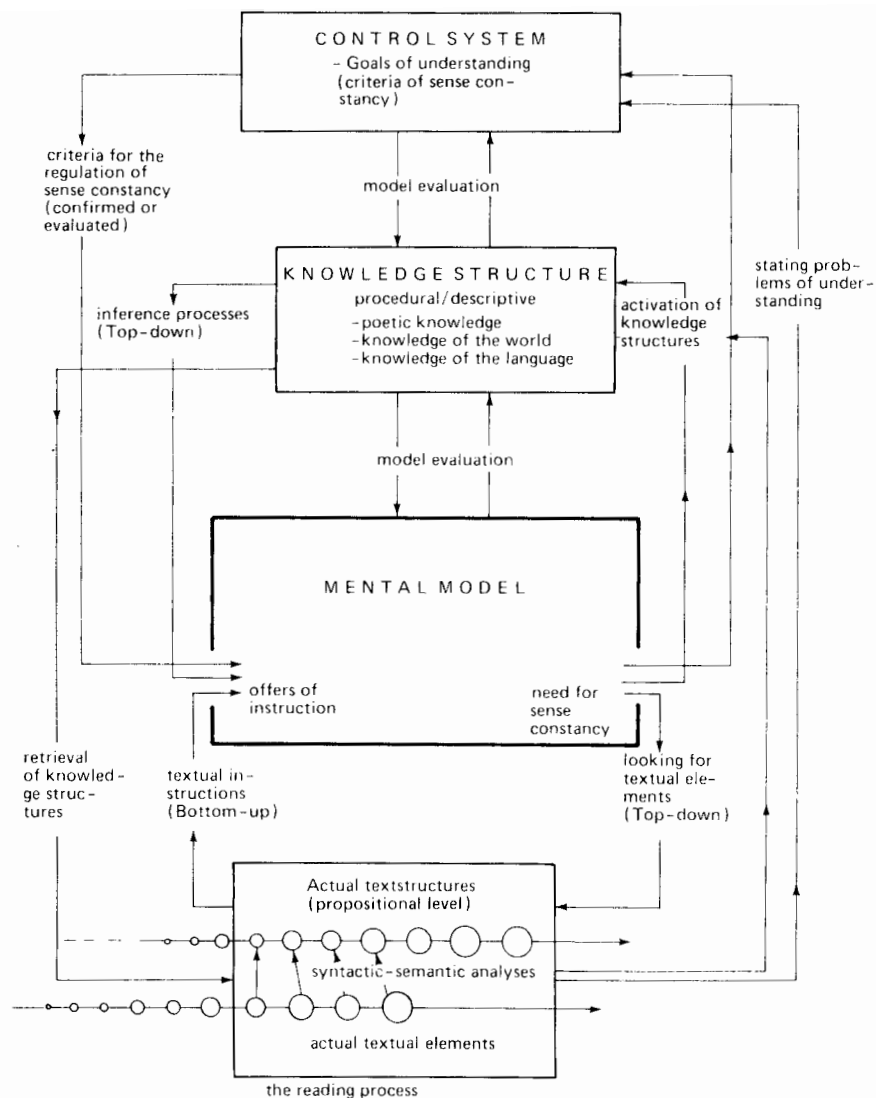 CONTROL SYSTEM
- Goals of understanding
(criteria of sense con-
stancy)
criteria for the
regulation of
sense constancy
(confirmed or
evaluated)
model evaluation
stating prob-
lems of under-
standing
KNOWLEDGE STRUCTURE
procedural/descriptive
-poetic knowledge
-knowledge of the world
-knowledge of the language
inference processes
(Top-down)
activation of
knowledge
structures
model evaluation
MENTAL MODEL
offers of
instruction
need for
sense
constancy
retrieval
of knowled-
ge struc-
tures
textual in-
structions
(Bottom-up)
looking for
textual ele-
ments
(Top-down)
Actual textstructures
(propositional level)
syntactic-semantic analyses
actual textual elements
the reading process